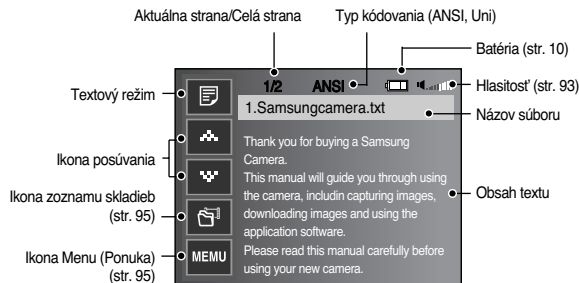 Aktuálna strana/Celá strana
Typ kódovania (ANSI, Uni)
Batéria (str. 10)
Hlasitosť (str. 93)
Textový režim
1/2 ANSI
1.Samsungcamera.txt
Názov súboru
Ikona posúvania
Thank you for buying a Samsung
Camera.
This manual will guide you through using
the camera, includin capturing images,
downloading images and using the
application software.
Please read this manual carefully before
using your new camera.
Obsah textu
Ikona zoznamu skladieb
(str. 95)
Ikona Menu (Ponuka)
(str. 95)
MEMU